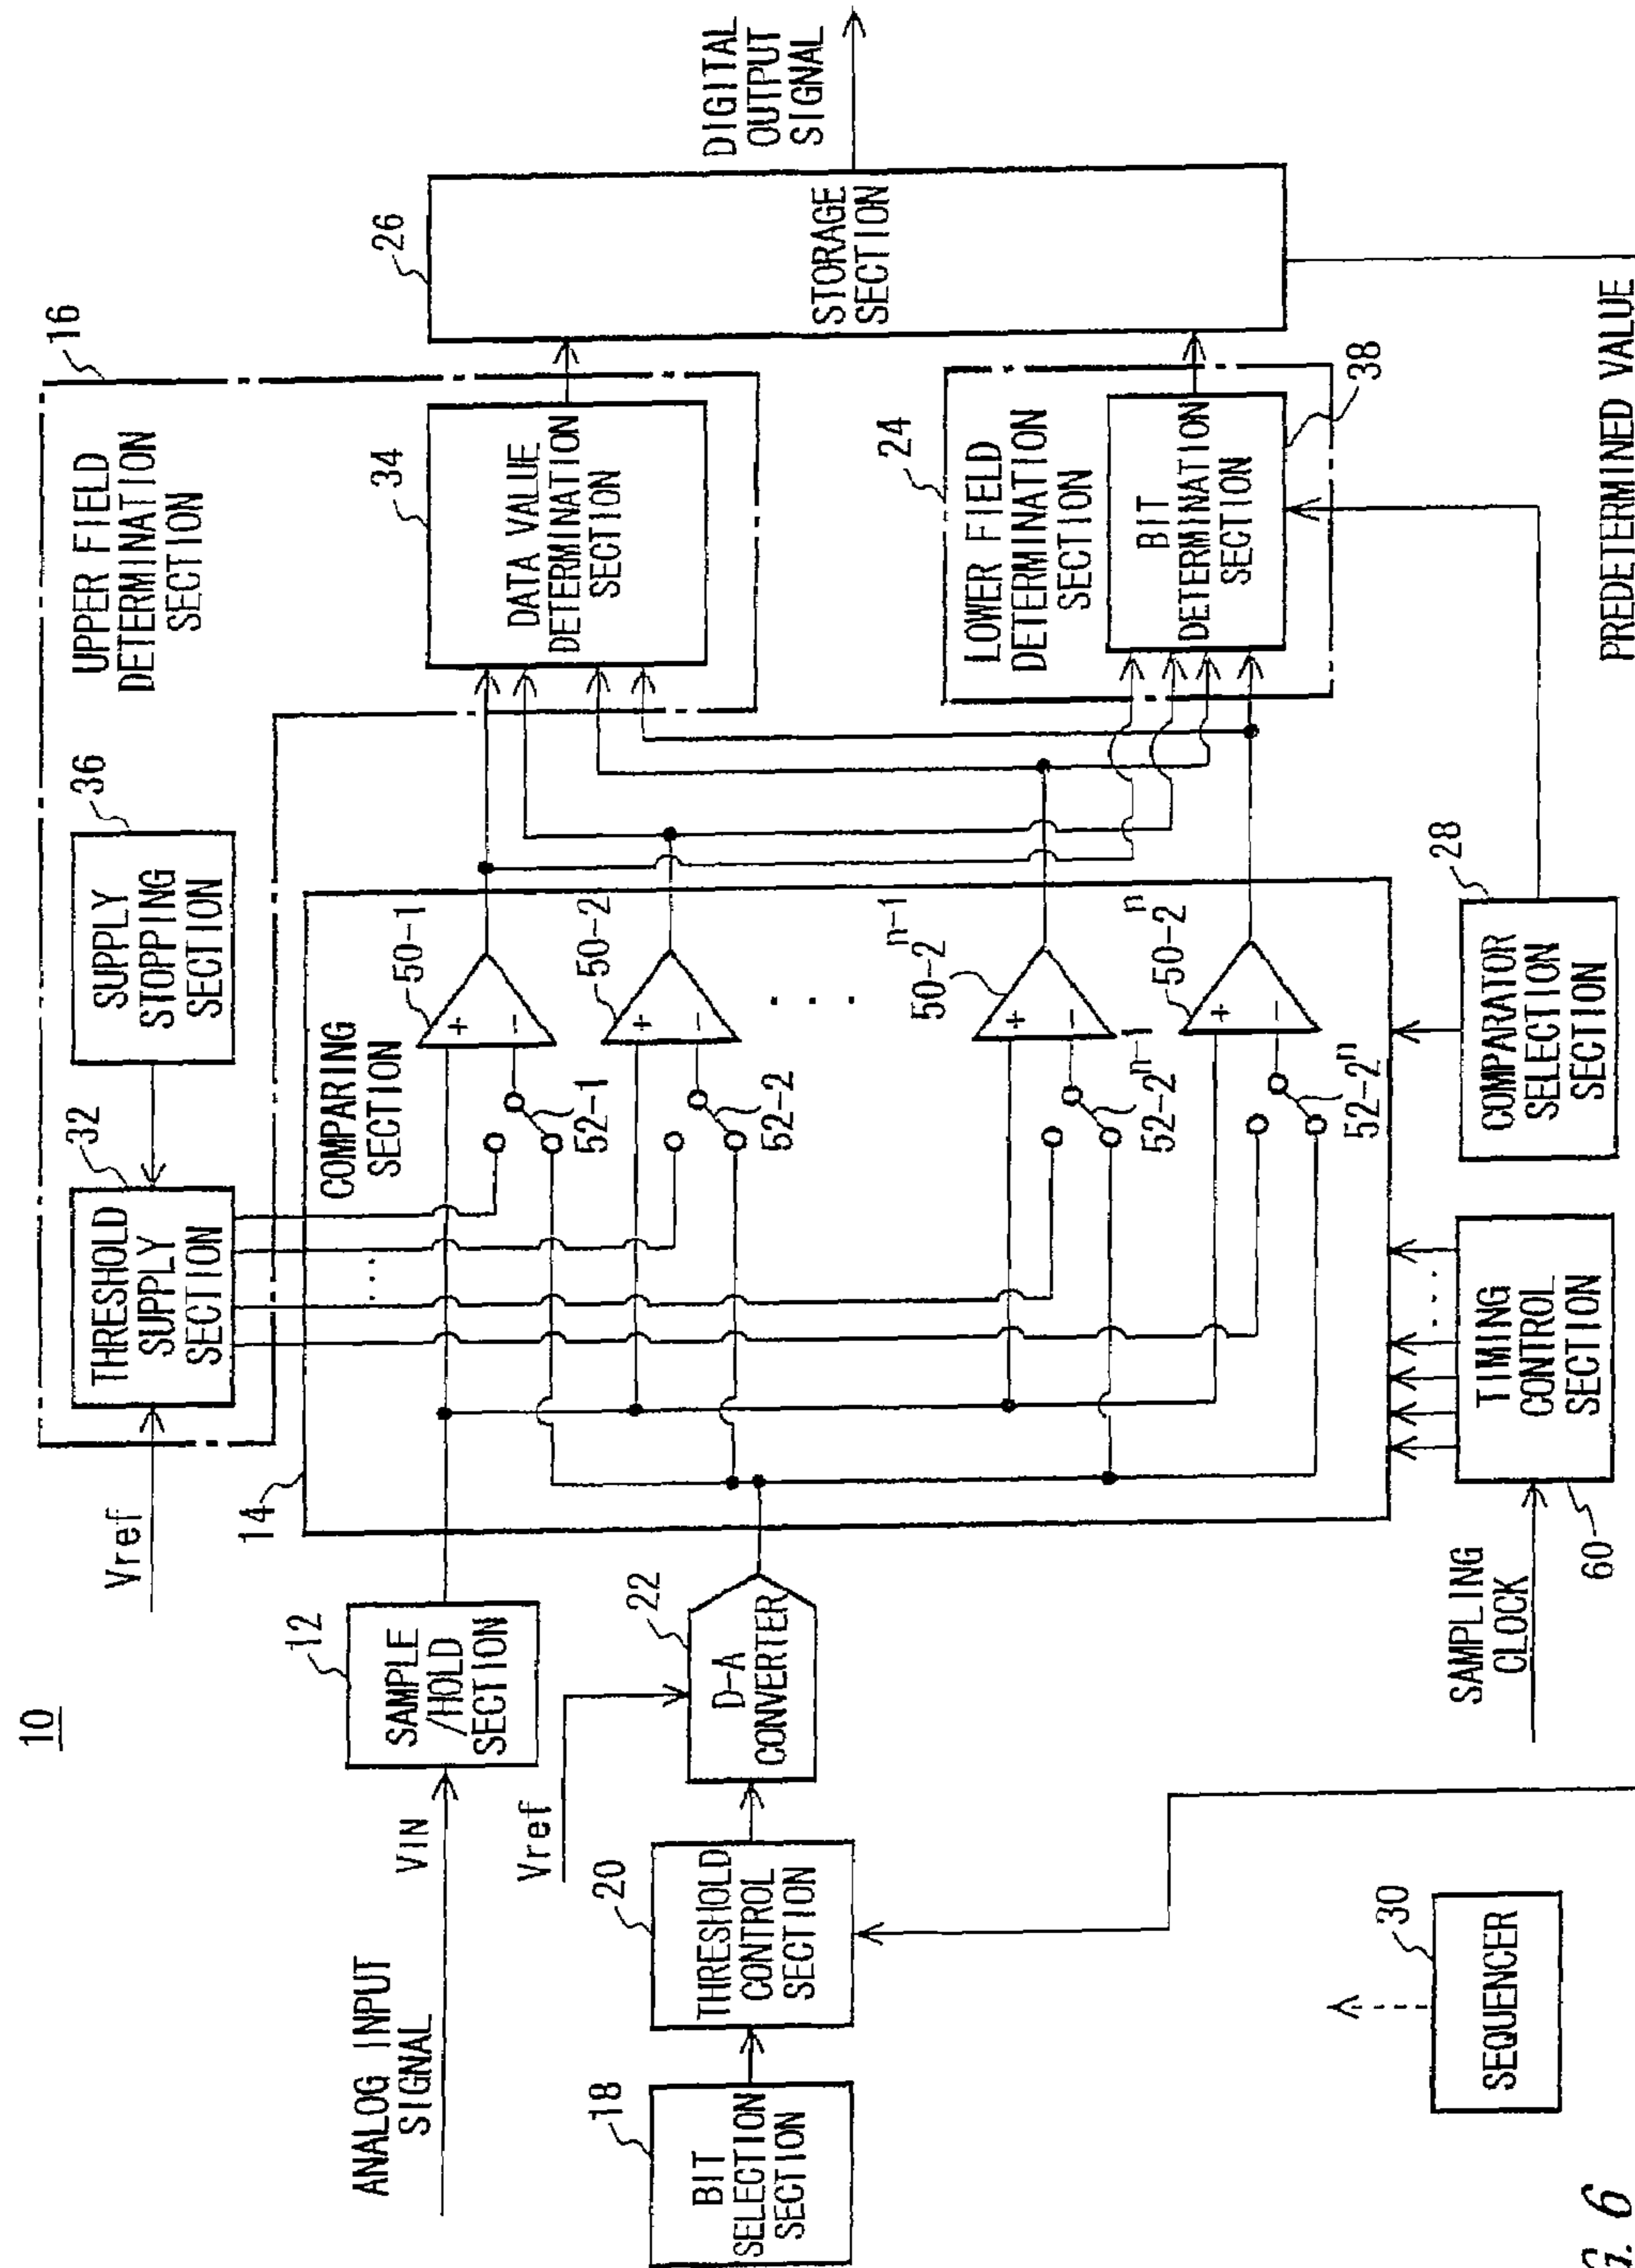 10
ANALOG INPUT
SIGNAL
VIN
12
SAMPLE
/HOLD
SECTION
Vref
16
UPPER FIELD
DETERMINATION
SECTION
32
THRESHOLD
SUPPLY
SECTION
36
SUPPLY
STOPPING
SECTION
14
COMPARING
SECTION
50-1
+
−
52-1
50-2
+
−
52-2
. . .
. . .
50-2^n-1
+
−
52-2^n-1
50-2^n
+
−
52-2^n
34
DATA VALUE
DETERMINATION
SECTION
26
STORAGE
SECTION
DIGITAL
OUTPUT
SIGNAL
18
BIT
SELECTION
SECTION
20
THRESHOLD
CONTROL
SECTION
Vref
22
D-A
CONVERTER
24
LOWER FIELD
DETERMINATION
SECTION
BIT
DETERMINATION
SECTION
38
SAMPLING
CLOCK
60
TIMING
CONTROL
SECTION
. . . .
28
COMPARATOR
SELECTION
SECTION
30
SEQUENCER
PREDETERMINED VALUE
6